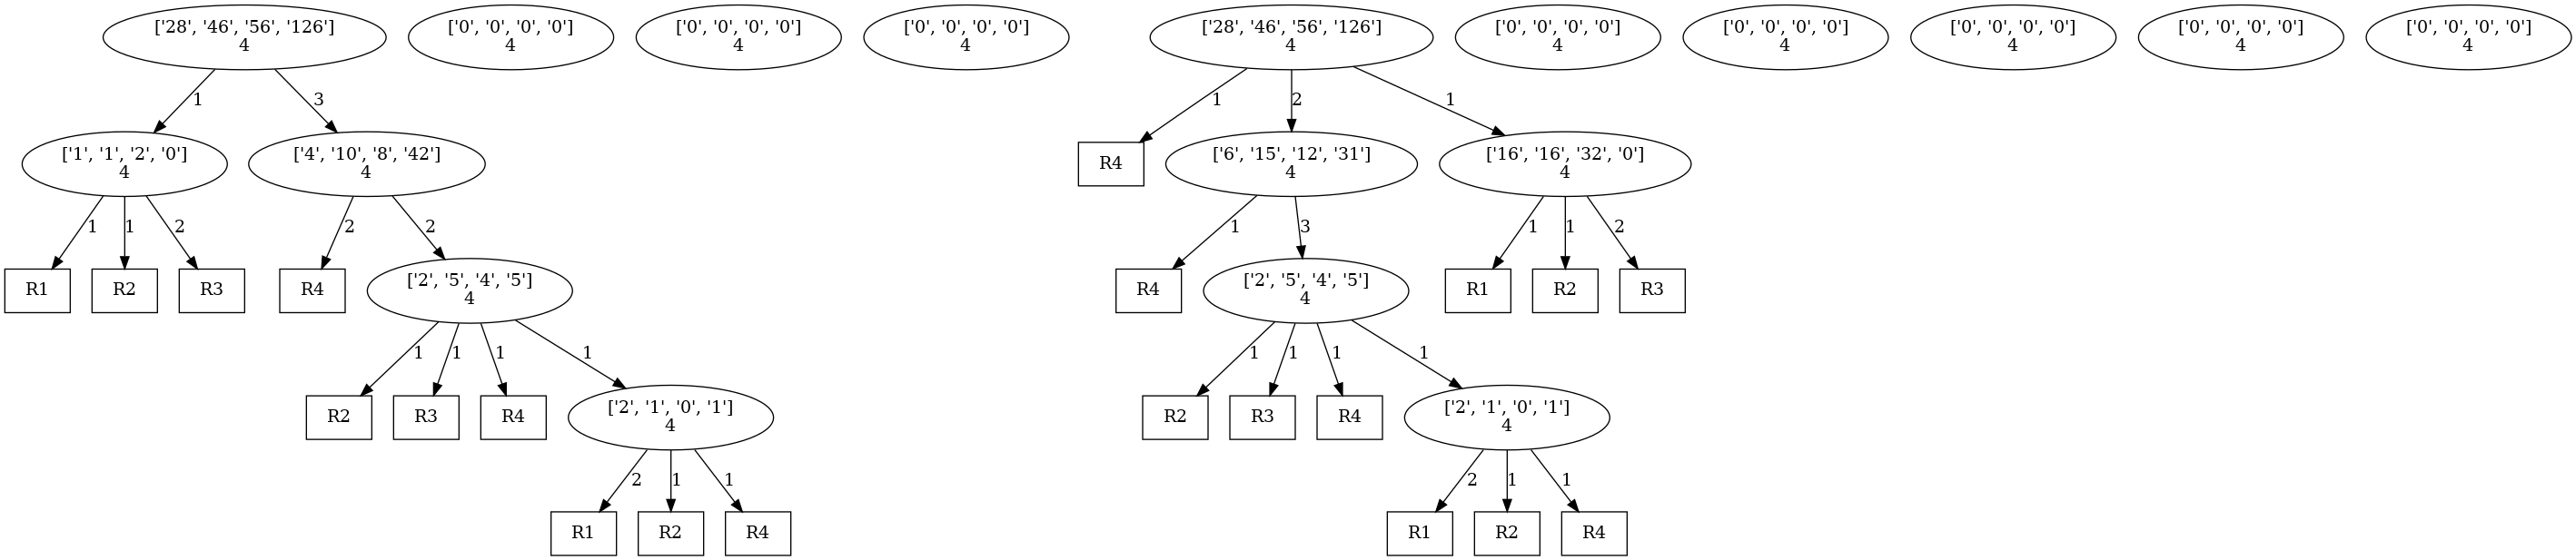 ['28', '46', '56', '126']
4
['0', '0', '0', '0']
4
['0', '0', '0', '0']
4
['0', '0', '0', '0']
4
['28', '46', '56', '126']
4
['0', '0', '0', '0']
4
['0', '0', '0', '0']
4
['0', '0', '0', '0']
4
['0', '0', '0', '0']
4
['0', '0', '0', '0']
4
1
3
1
2
1
['1', '1', '2', '0']
4
['4', '10', '8', '42']
4
R4
['6', '15', '12', '31']
4
['16', '16', '32', '0']
4
1
1
2
2
2
1
3
1
1
2
R1
R2
R3
R4
['2', '5', '4', '5']
4
R4
['2', '5', '4', '5']
4
R1
R2
R3
1
1
1
1
1
1
1
1
R2
R3
R4
['2', '1', '0', '1']
4
R2
R3
R4
['2', '1', '0', '1']
4
2
1
1
2
1
1
R1
R2
R4
R1
R2
R4